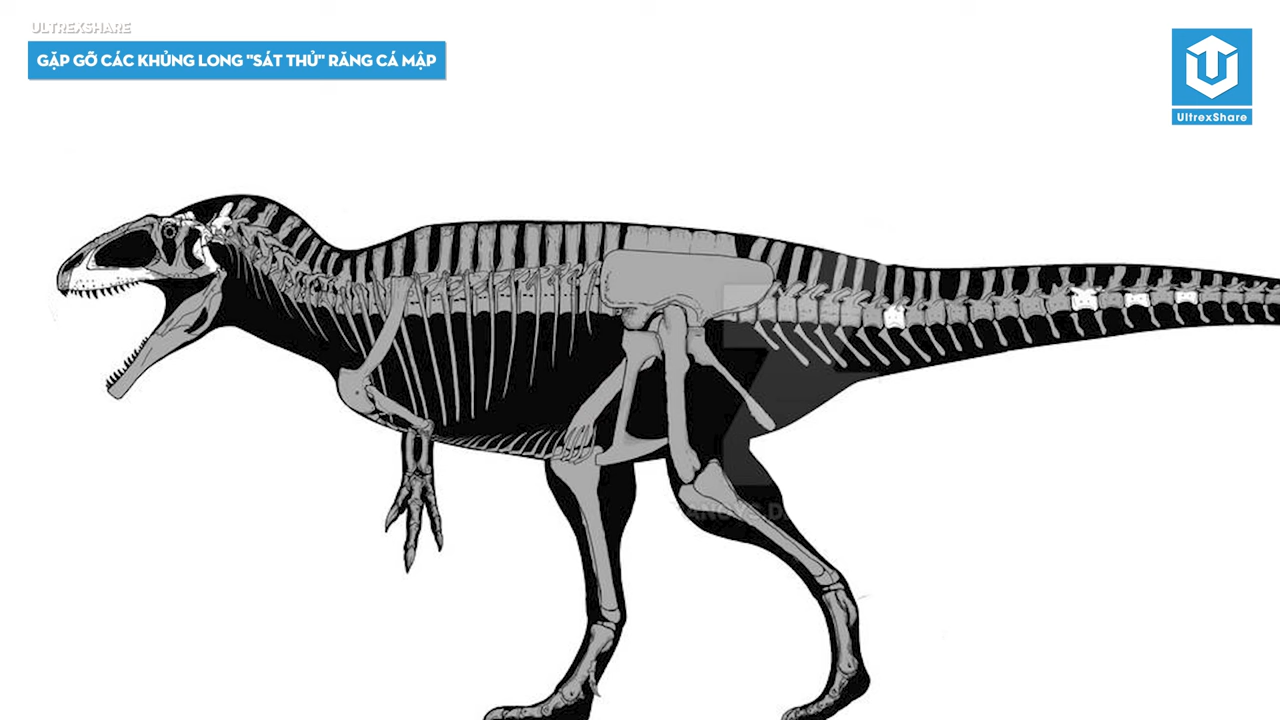 ULTREXSHARE
GẶP GỠ CÁC KHỦNG LONG "SÁT THỦ" RĂNG CÁ MẬP
UltrexShare